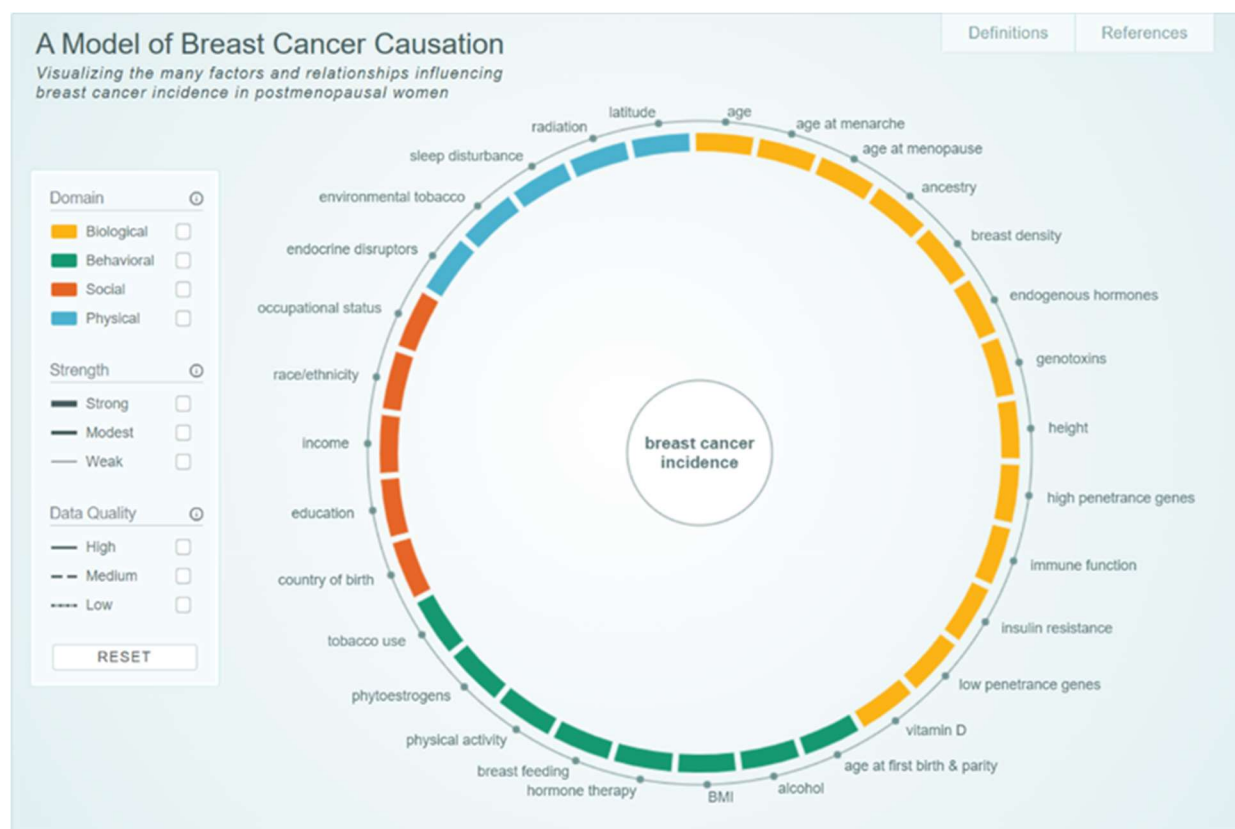 A Model of Breast Cancer Causation
Visualizing the many factors and relationships influencing
breast cancer incidence in postmenopausal women
Definitions
References
Domain
Biological
Behavioral
Social
Physical
Strength
Strong
Modest
Weak
Data Quality
High
Medium
Low
RESET
age
age at menarche
age at menopause
ancestry
breast density
endogenous hormones
genotoxins
height
high penetrance genes
immune function
insulin resistance
low penetrance genes
vitamin D
age at first birth & parity
alcohol
BMI
hormone therapy
breast feeding
physical activity
phytoestrogens
tobacco use
country of birth
education
income
race/ethnicity
occupational status
endocrine disruptors
environmental tobacco
sleep disturbance
radiation
latitude
breast cancer
incidence